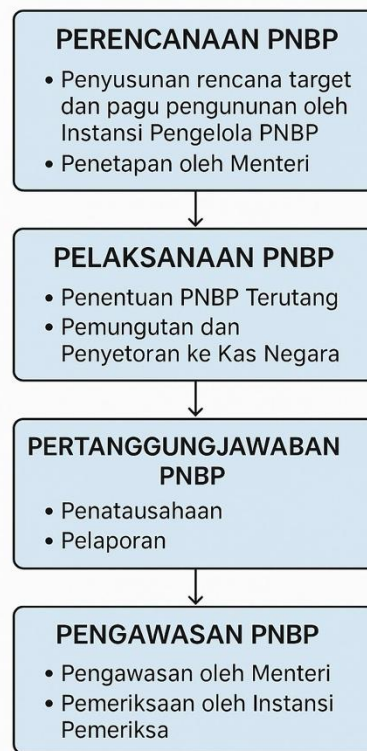 PERENCANAAN PNBP
• Penyusunan rencana target
dan pagu pengununan oleh
Instansi Pengelola PNBP
• Penetapan oleh Menteri
PELAKSANAAN PNBP
• Penentuan PNBP Terutang
• Pemungutan dan
Penyetoran ke Kas Negara
PERTANGGUNGJAWABAN
PNBP
• Penatausahaan
• Pelaporan
PENGAWASAN PNBP
• Pengawasan oleh Menteri
• Pemeriksaan oleh Instansi
Pemeriksa